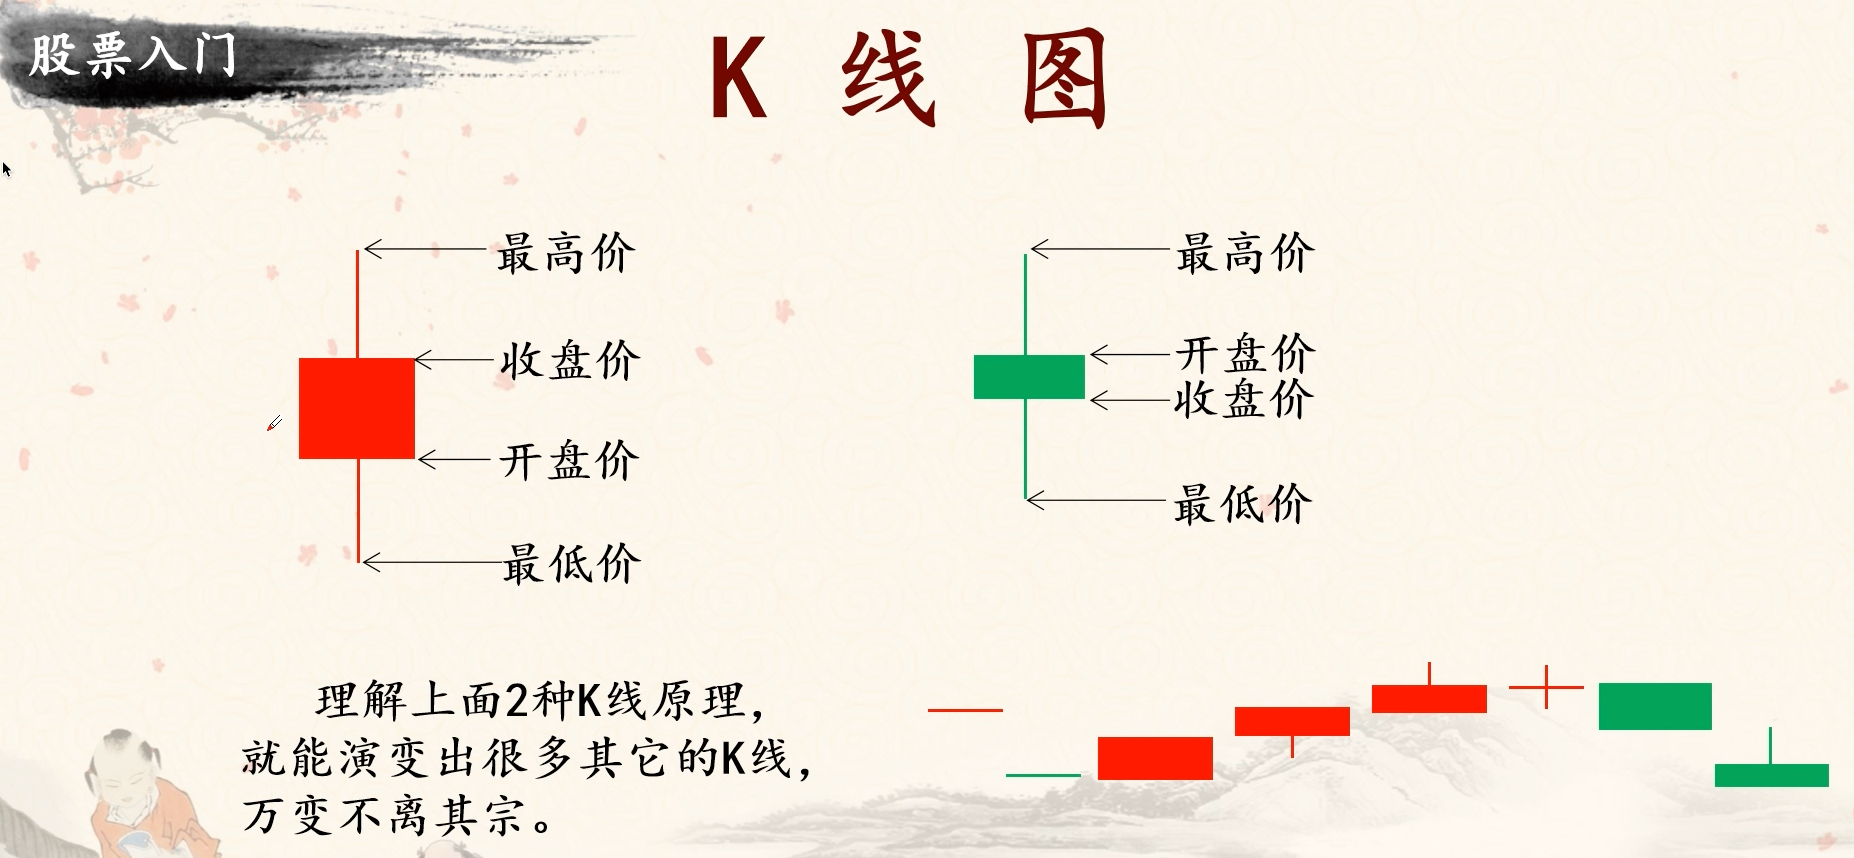 股票入门
K线图
最高价
收盘价
开盘价
最低价
最高价
开盘价
收盘价
最低价
理解上面2种K线原理，
就能演变出很多其它的K线，
万变不离其宗。